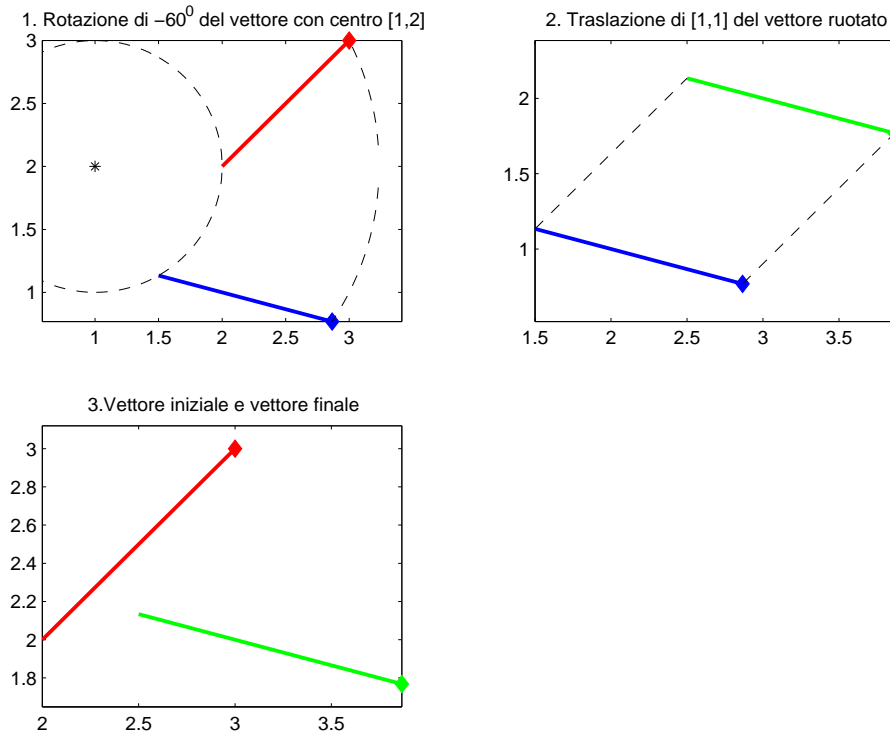 1. Rotazione di −60⁰ del vettore con centro [1,2]
3
2.5
2
1.5
1
1 1.5 2 2.5 3
2. Traslazione di [1,1] del vettore ruotato
2
1.5
1
1.5 2 2.5 3 3.5
3.Vettore iniziale e vettore finale
3
2.8
2.6
2.4
2.2
2
1.8
2 2.5 3 3.5